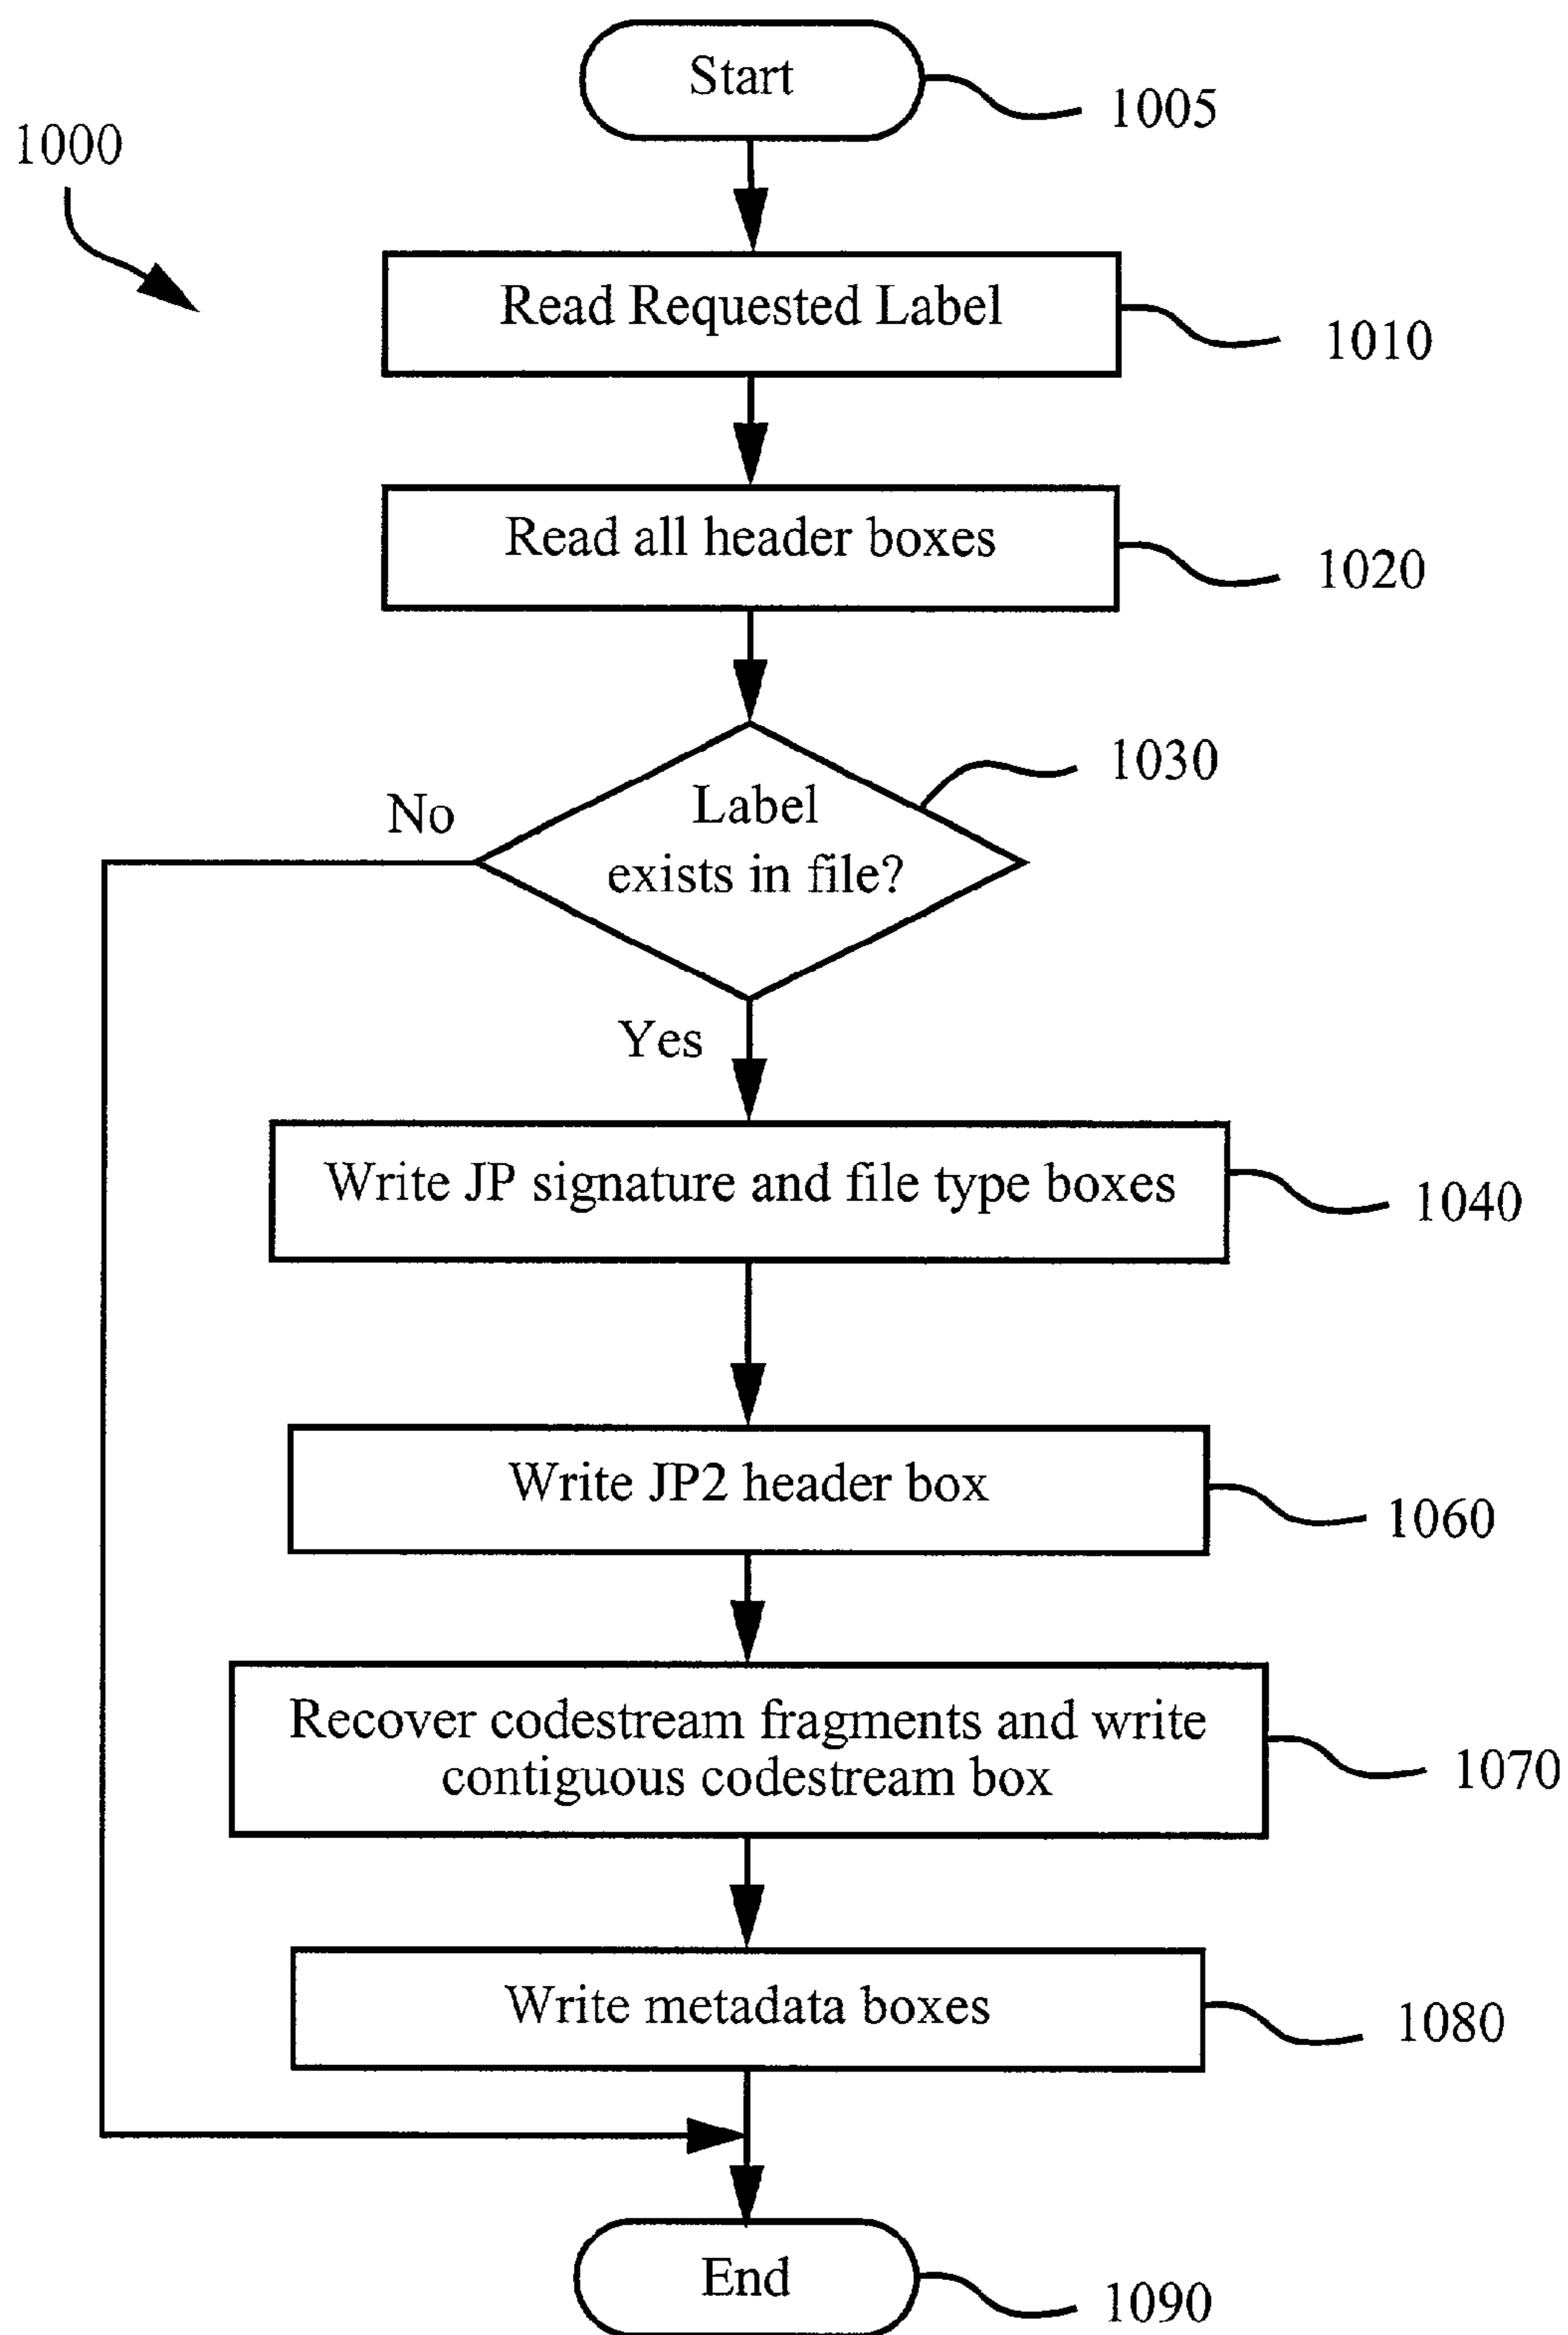 Start
1005
1000
Read Requested Label
1010
Read all header boxes
1020
1030
No
Label
exists in file?
Yes
Write JP signature and file type boxes
1040
Write JP2 header box
1060
Recover codestream fragments and write
contiguous codestream box
1070
Write metadata boxes
1080
End
1090